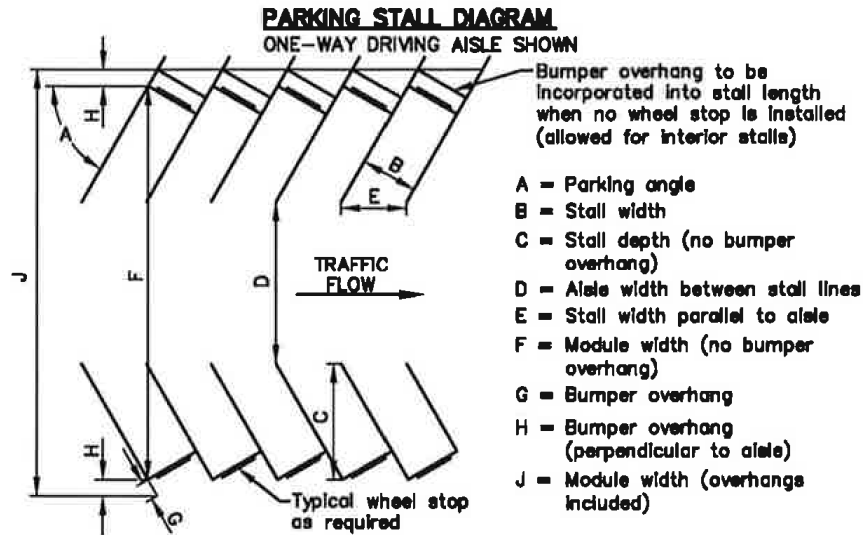 PARKING STALL DIAGRAM
ONE-WAY DRIVING AISLE SHOWN
Bumper overhang to be
incorporated into stall length
when no wheel stop is installed
(allowed for interior stalls)
H
A
B
E
J
F
D
TRAFFIC
FLOW
C
H
G
Typical wheel stop
as required
A = Parking angle
B = Stall width
C = Stall depth (no bumper
overhang)
D = Aisle width between stall lines
E = Stall width parallel to aisle
F = Module width (no bumper
overhang)
G = Bumper overhang
H = Bumper overhang
(perpendicular to aisle)
J = Module width (overhangs
included)